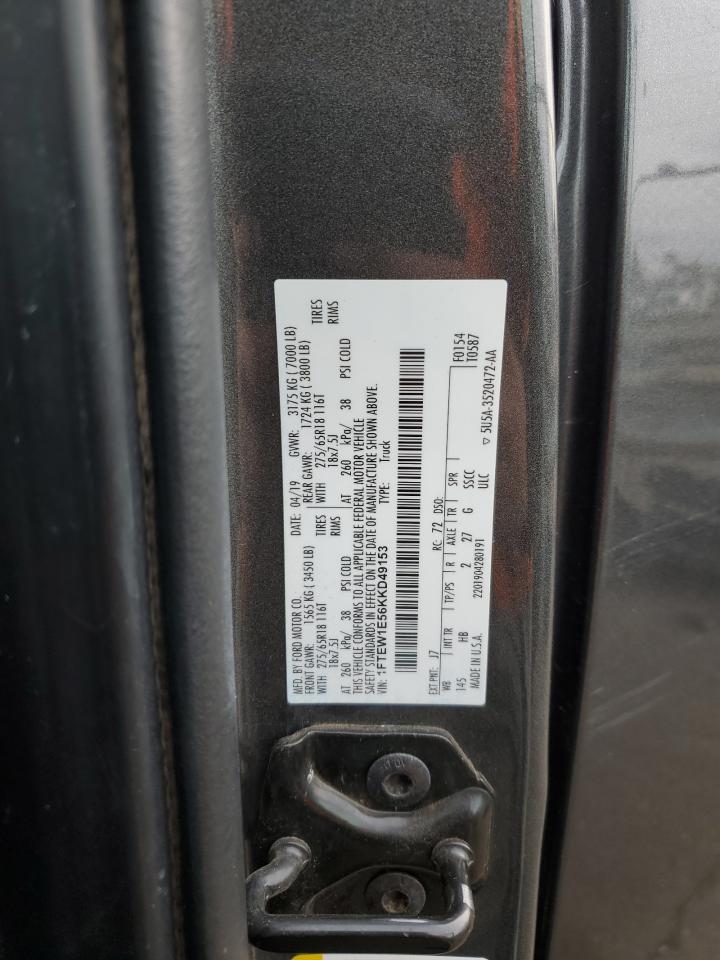 MFD. BY FORD MOTOR CO. DATE: 04/19 GVWR: 3175 KG ( 7000 LB)
FRONT GAWR: 1565 KG ( 3450 LB) REAR GAWR: 1724 KG ( 3800 LB)
WITH 275/65R18 116T TIRES WITH 275/65R18 116T TIRES
18x7.5J RIMS 18x7.5J RIMS
AT 260 kPa/ 38 PSI COLD AT 260 kPa/ 38 PSI COLD
THIS VEHICLE CONFORMS TO ALL APPLICABLE FEDERAL MOTOR VEHICLE
SAFETY STANDARDS IN EFFECT ON THE DATE OF MANUFACTURE SHOWN ABOVE.
VIN: 1FTEW1E56KKD49153 TYPE: Truck
EXT PNT: J7 RC: 72 DSO: F0154
WB INT TR TP/PS R AXLE TR SPR T0587
145 HB 2 27 G SSCC
ULC
2201904280191
MADE IN U.S.A. ▽ 5U5A-3520472-AA